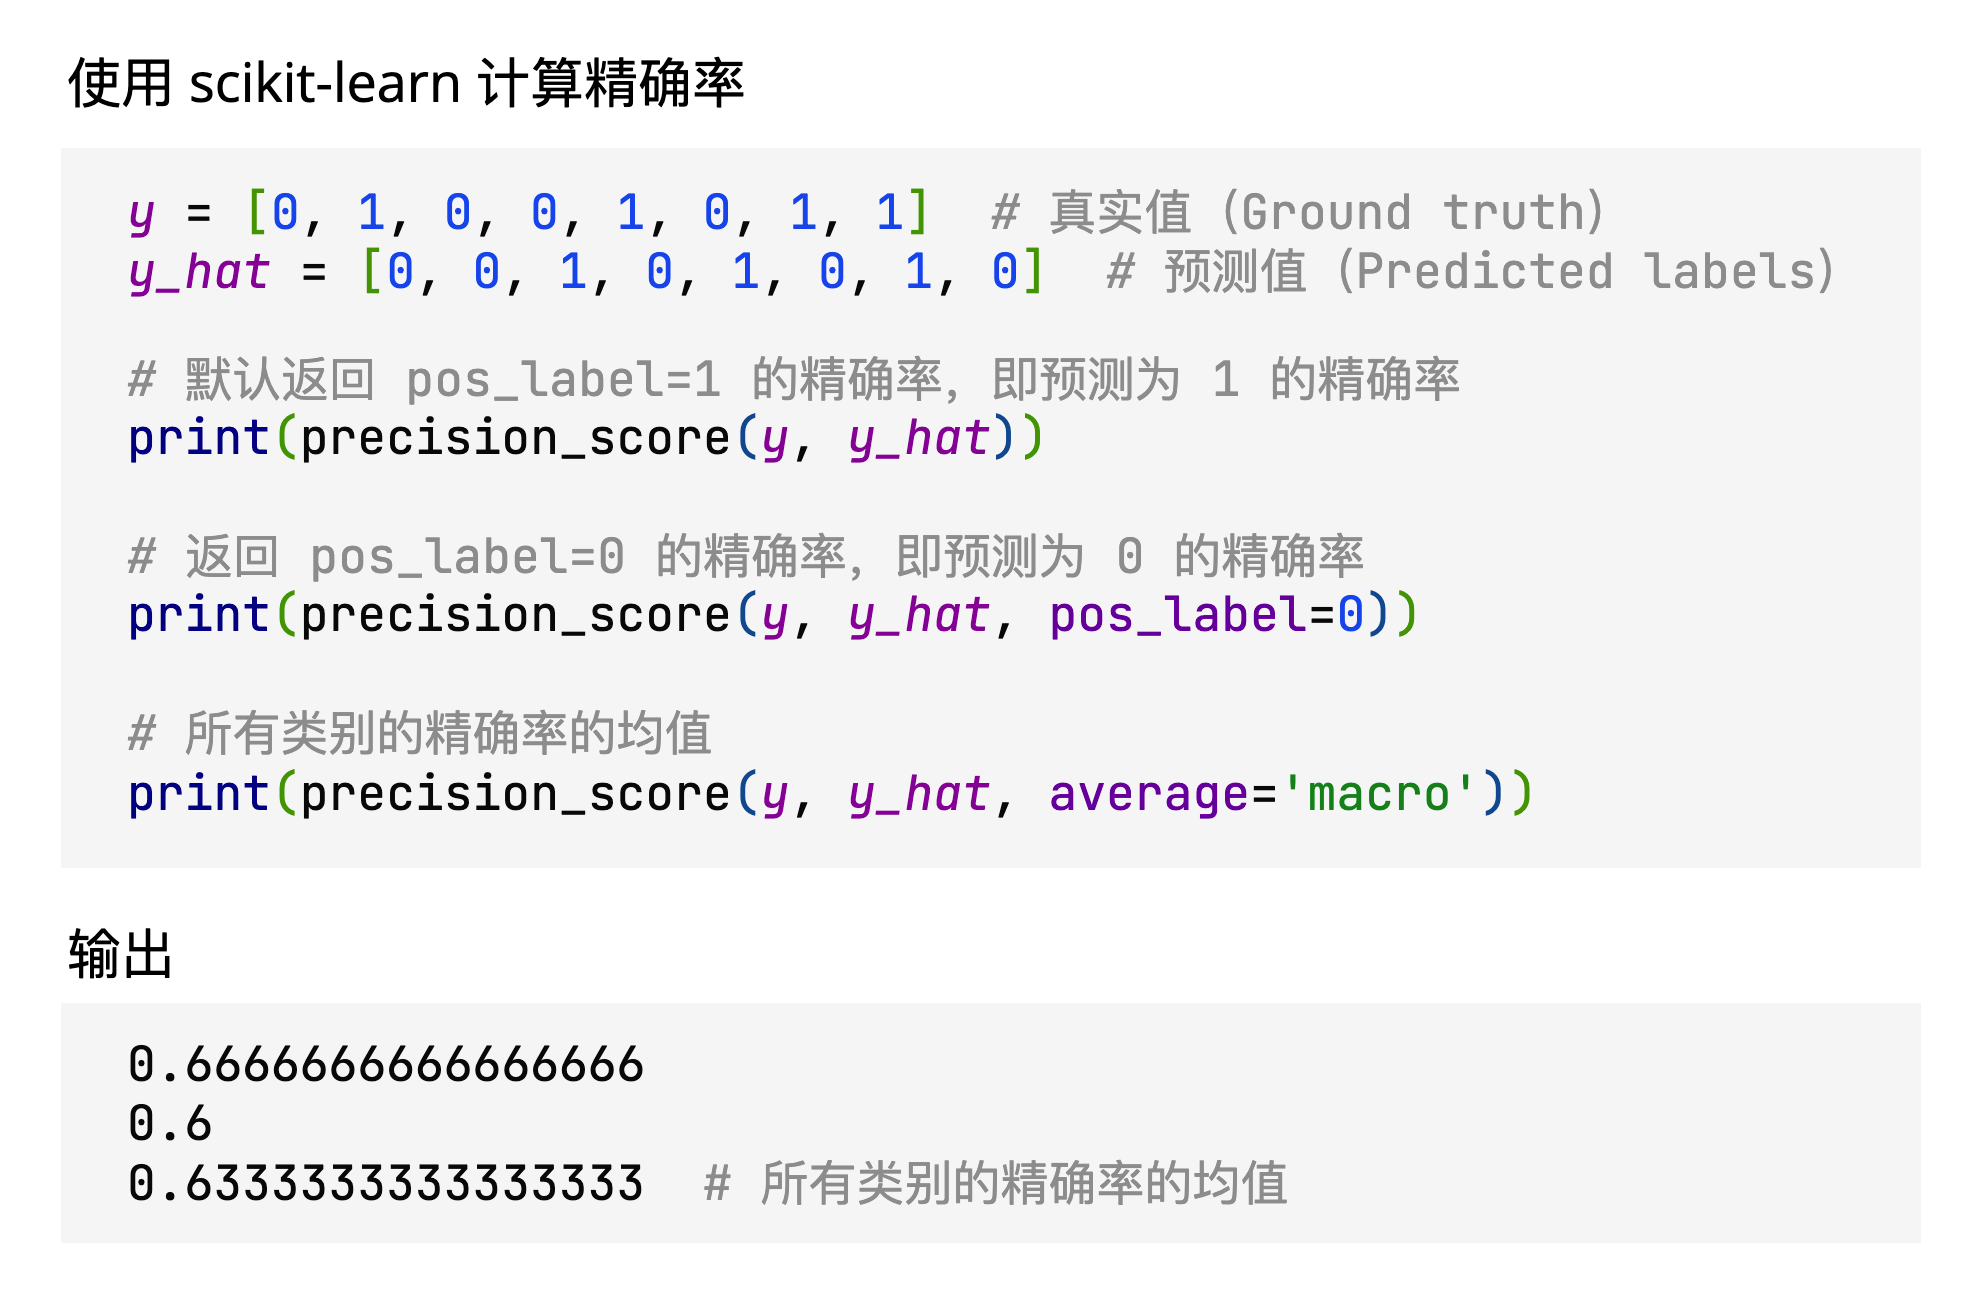 使用 scikit-learn 计算精确率
y = [0, 1, 0, 0, 1, 0, 1, 1]  # 真实值（Ground truth）
y_hat = [0, 0, 1, 0, 1, 0, 1, 0]  # 预测值（Predicted labels）
# 默认返回 pos_label=1 的精确率，即预测为 1 的精确率
print(precision_score(y, y_hat))
# 返回 pos_label=0 的精确率，即预测为 0 的精确率
print(precision_score(y, y_hat, pos_label=0))
# 所有类别的精确率的均值
print(precision_score(y, y_hat, average='macro'))
输出
0.6666666666666666
0.6
0.6333333333333333  # 所有类别的精确率的均值